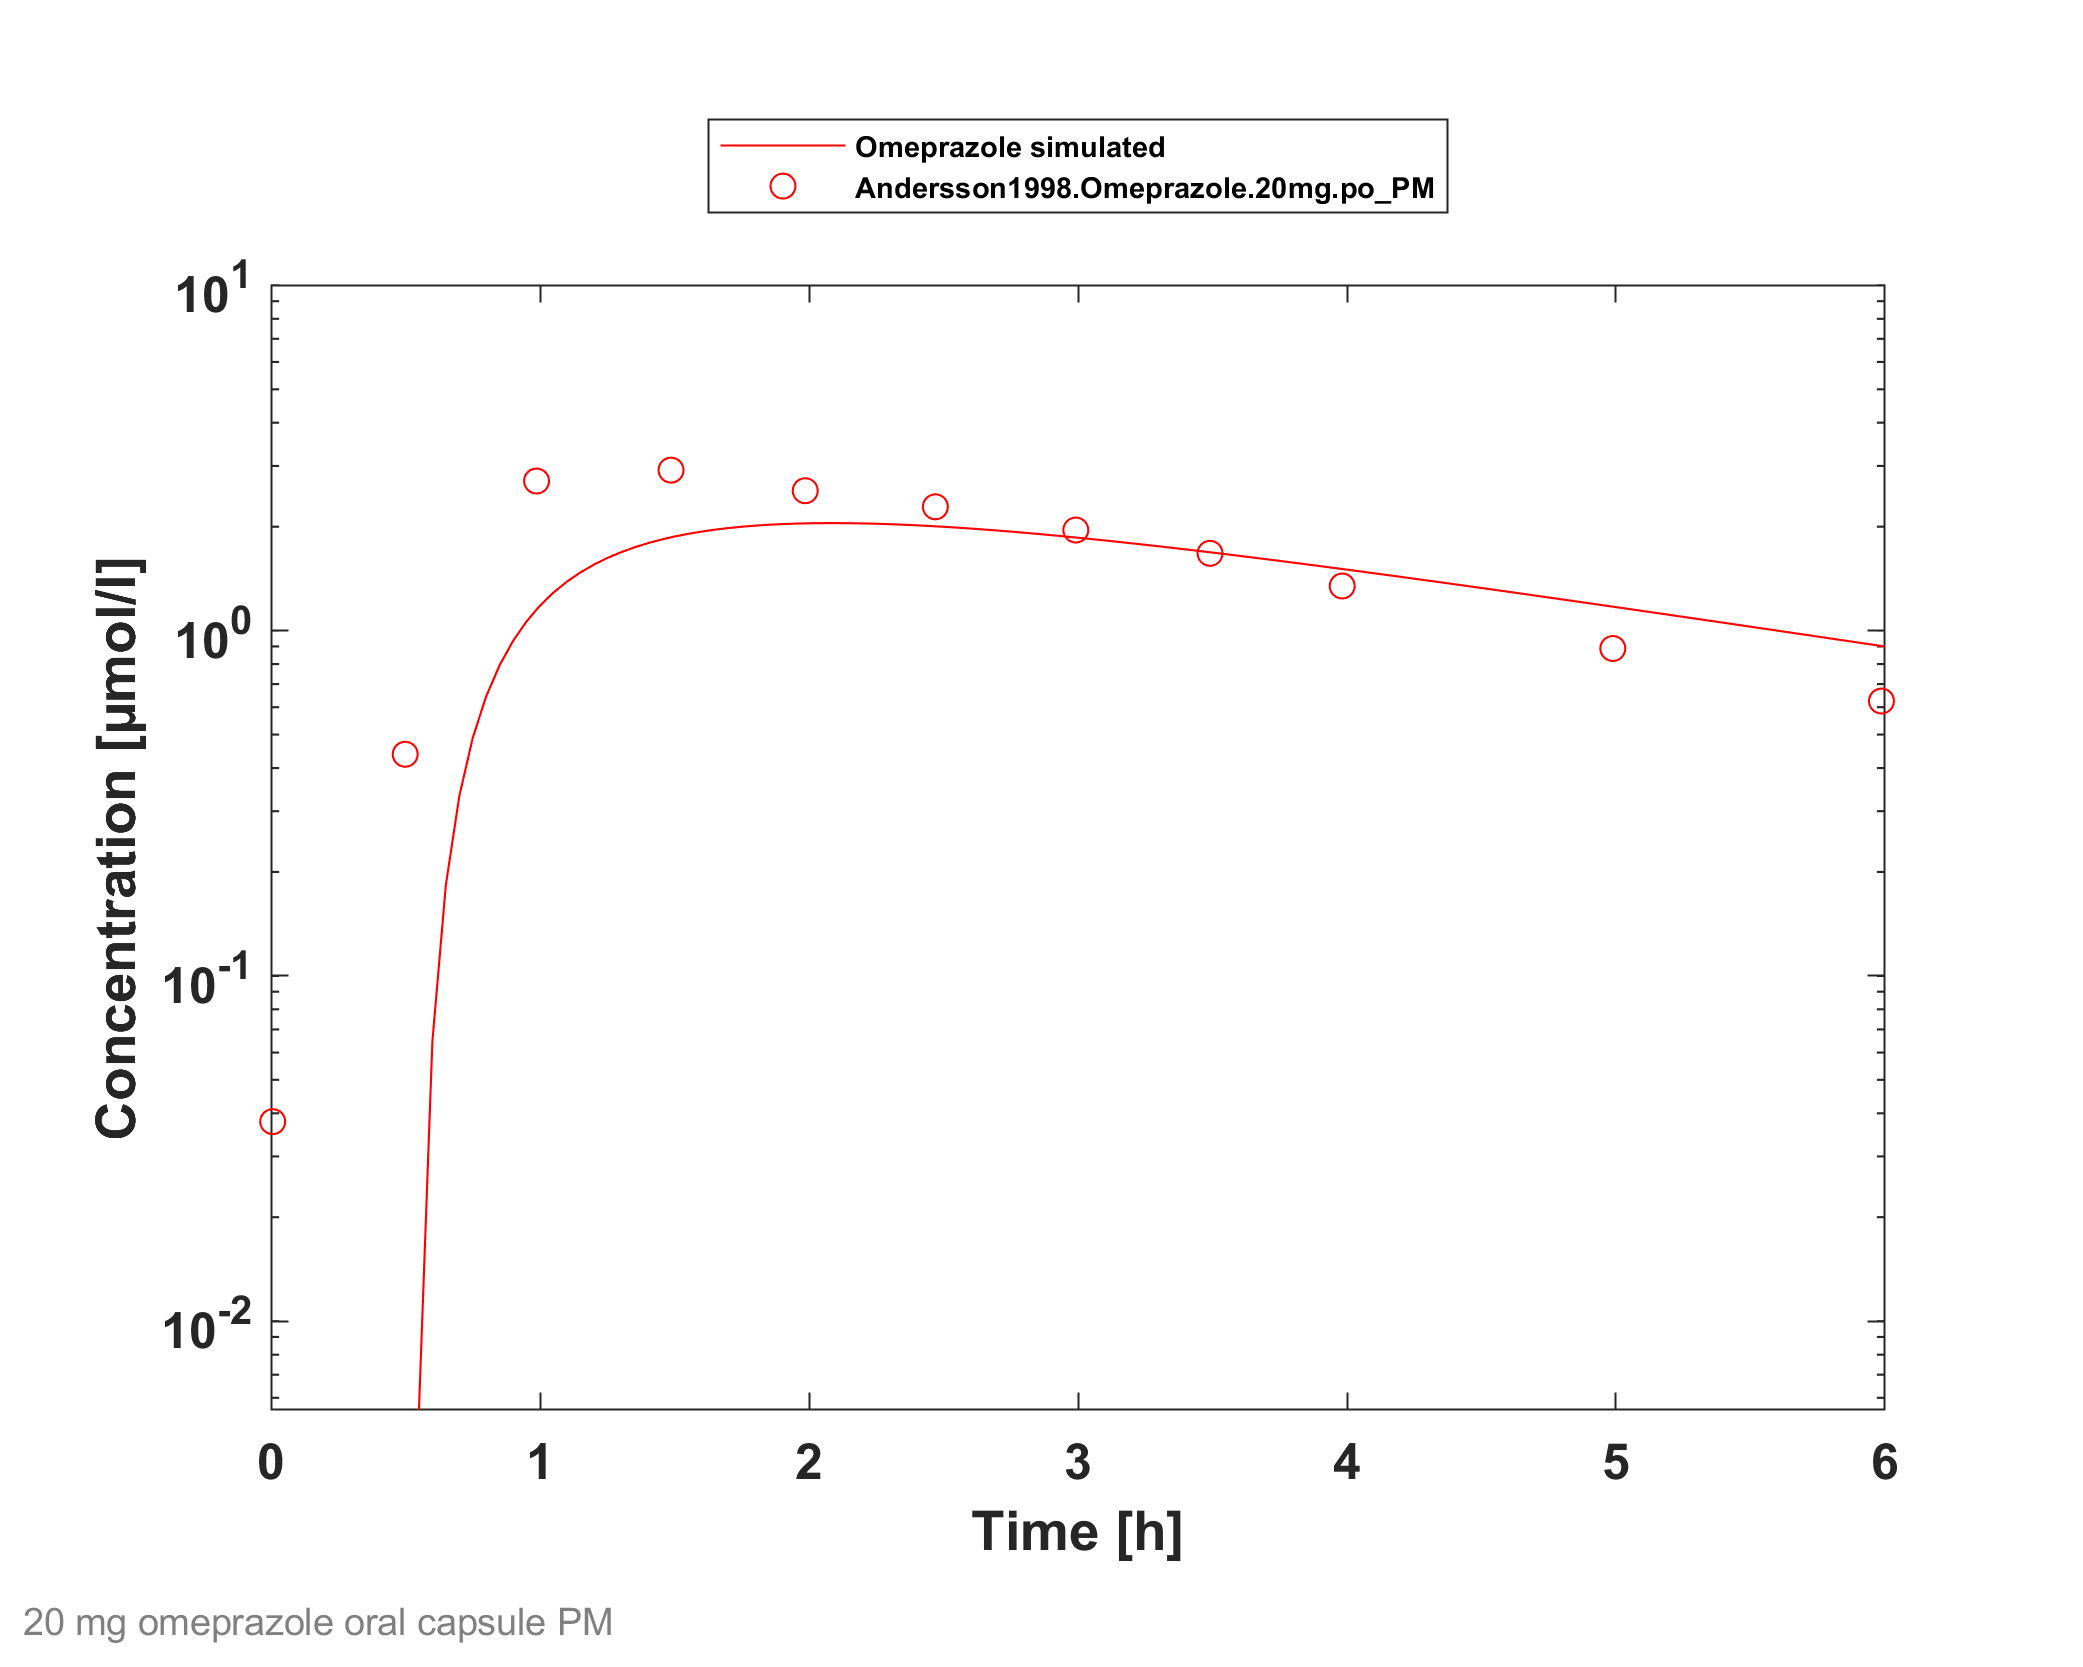 Omeprazole simulated
Andersson1998.Omeprazole.20mg.po_PM
10^1
10^0
10^-1
10^-2
Concentration [µmol/l]
0 1 2 3 4 5 6
Time [h]
20 mg omeprazole oral capsule PM